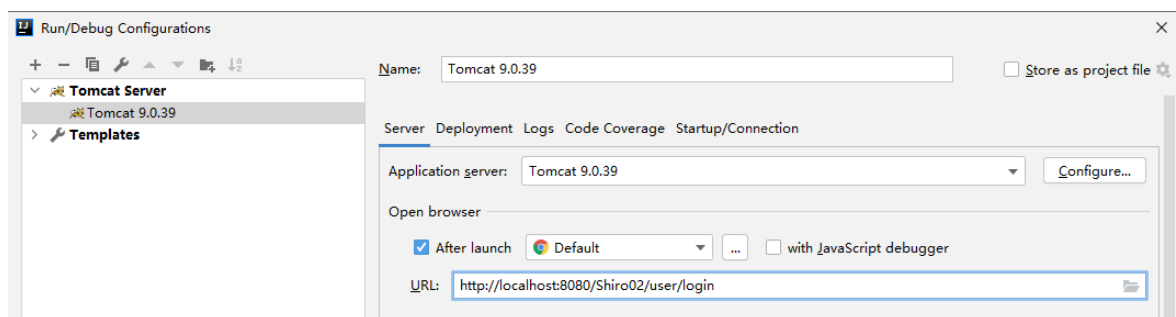 Run/Debug Configurations
Name: Tomcat 9.0.39
Store as project file
Tomcat Server
Tomcat 9.0.39
Templates
Server Deployment Logs Code Coverage Startup/Connection
Application server: Tomcat 9.0.39 Configure...
Open browser
After launch Default ... with JavaScript debugger
URL: http://localhost:8080/Shiro02/user/login